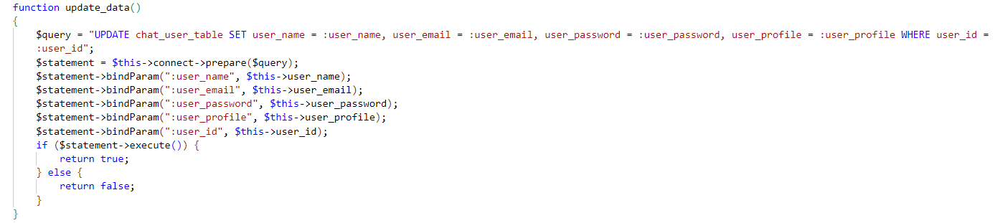 function update_data()
{
$query = "UPDATE chat_user_table SET user_name = :user_name, user_email = :user_email, user_password = :user_password, user_profile = :user_profile WHERE user_id =
:user_id";
$statement = $this->connect->prepare($query);
$statement->bindParam(":user_name", $this->user_name);
$statement->bindParam(":user_email", $this->user_email);
$statement->bindParam(":user_password", $this->user_password);
$statement->bindParam(":user_profile", $this->user_profile);
$statement->bindParam(":user_id", $this->user_id);
if ($statement->execute()) {
return true;
} else {
return false;
}
}